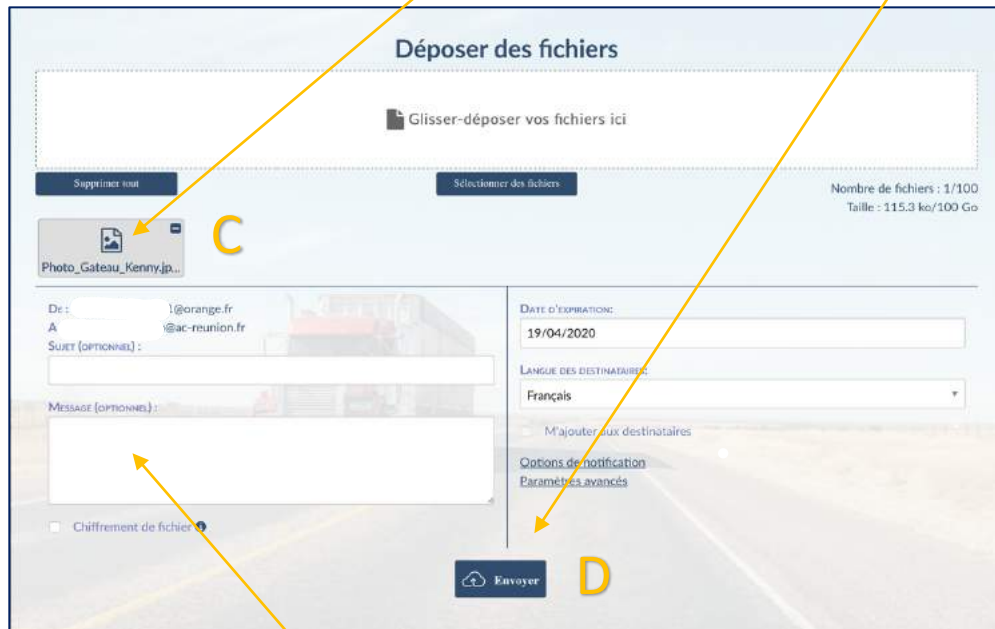 Déposer des fichiers
Glisser-déposer vos fichiers ici
Supprimer tout
Sélectionner des fichiers
Nombre de fichiers : 1/100
Taille : 115.3 ko/100 Go
C
Photo_Gateau_Kenny.jp...
De : 1@orange.fr
A @ac-reunion.fr
Sujet (optionnel) :
Message (optionnel) :
Chiffrement de fichier
Date d'expiration:
19/04/2020
Langue des destinataires:
Français
M'ajouter aux destinataires
Options de notification
Paramètres avancés
Envoyer
D